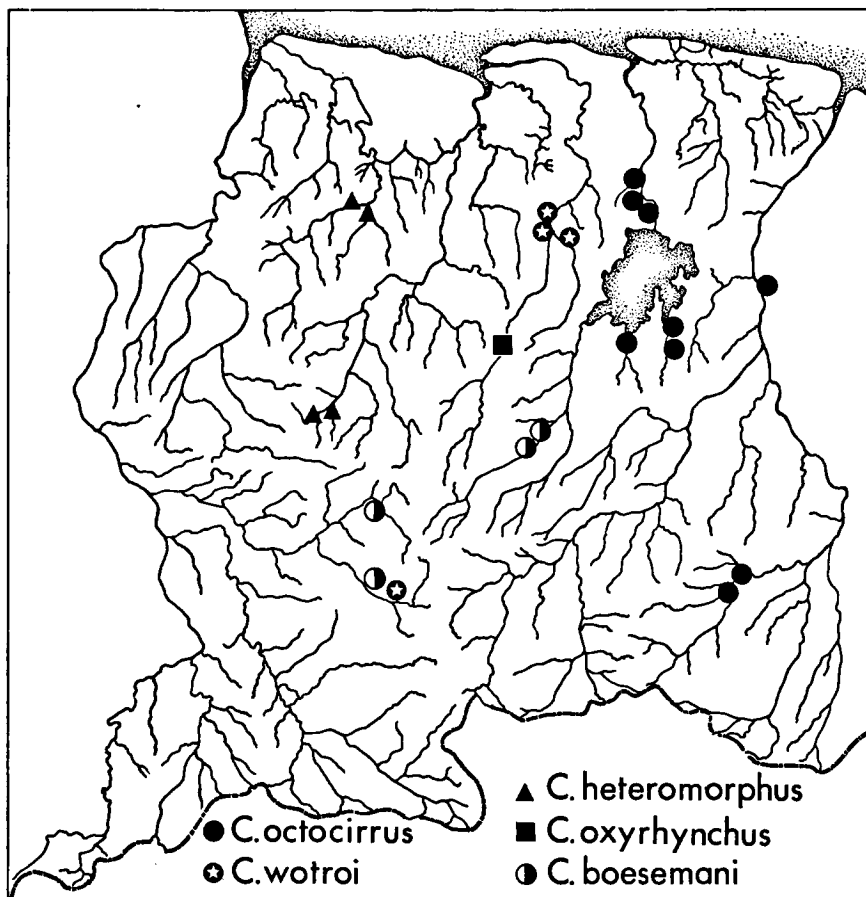 C. heteromorphus
C. octocirrus
C. oxyrhynchus
C. wotroi
C. boesemani